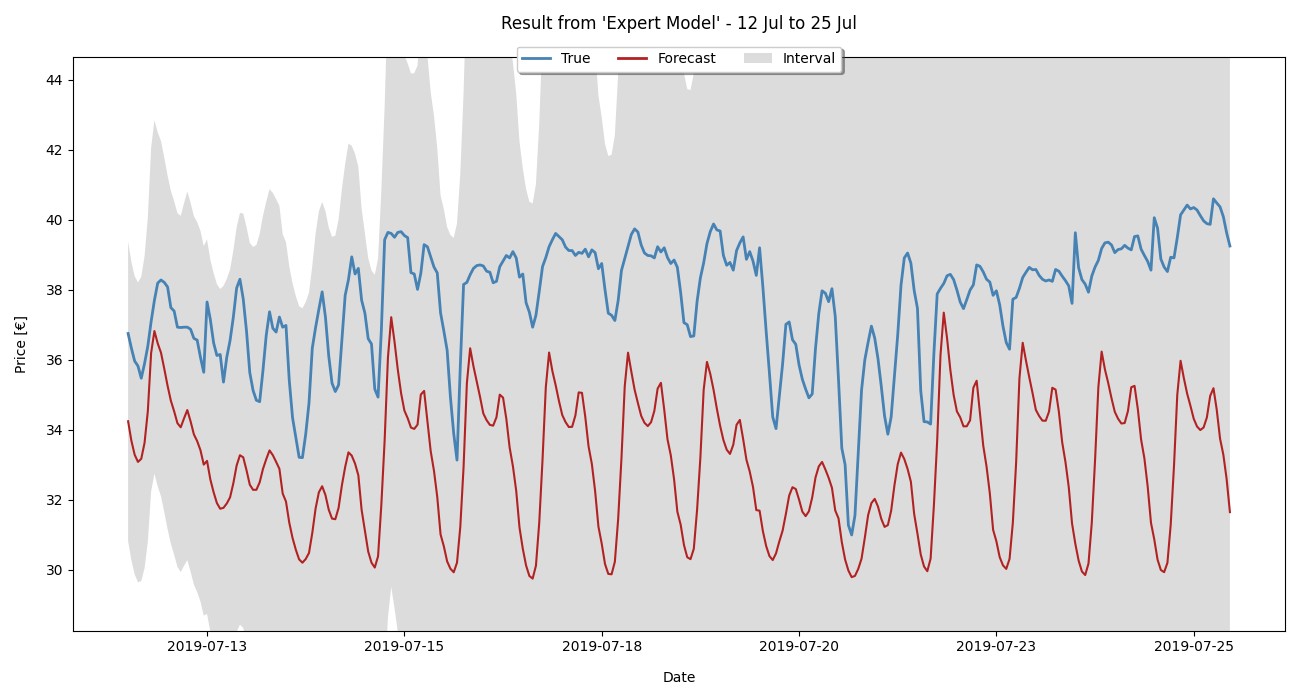 Result from 'Expert Model' - 12 Jul to 25 Jul
True Forecast Interval
44
42
40
38
36
34
32
30
Price [€]
2019-07-13 2019-07-15 2019-07-18 2019-07-20 2019-07-23 2019-07-25
Date